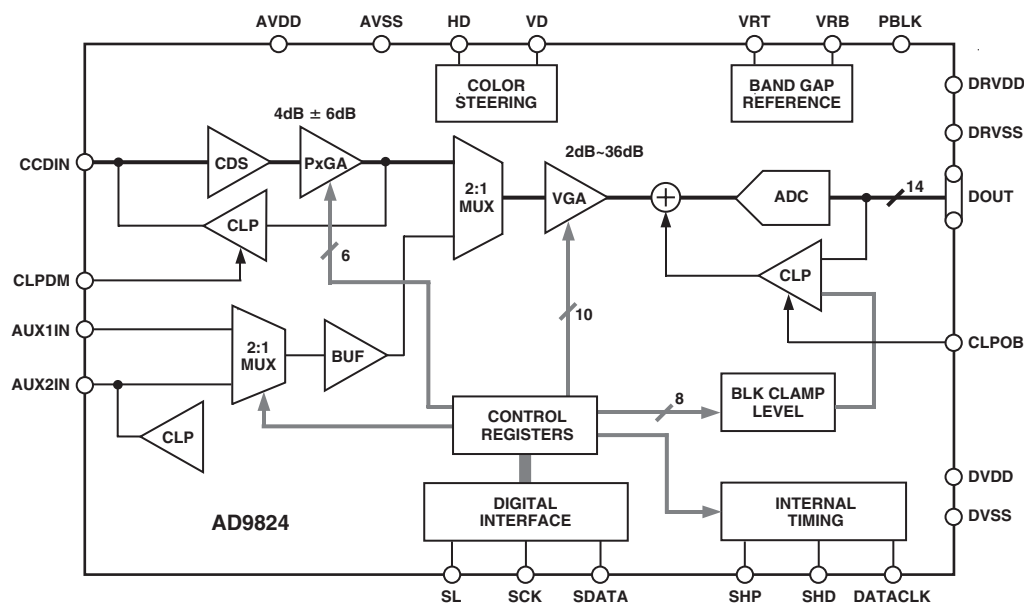 AVDD
AVSS
HD
VD
VRT
VRB
PBLK
COLOR
STEERING
BAND GAP
REFERENCE
DRVDD
DRVSS
4dB ± 6dB
2dB~36dB
CCDIN
CDS
PxGA
2:1
MUX
VGA
ADC
14
DOUT
CLP
6
CLP
CLPDM
10
AUX1IN
2:1
MUX
BUF
CLPOB
AUX2IN
CLP
CONTROL
REGISTERS
8
BLK CLAMP
LEVEL
DVDD
DIGITAL
INTERFACE
INTERNAL
TIMING
DVSS
AD9824
SL
SCK
SDATA
SHP
SHD
DATACLK